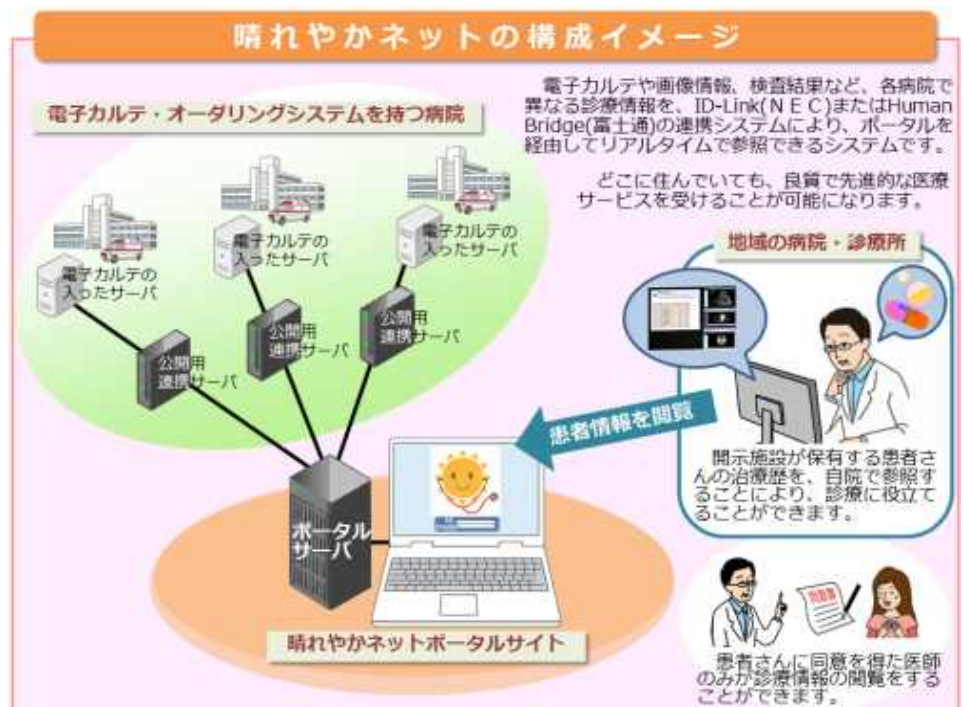 晴れやかネットの構成イメージ
電子カルテや画像情報、検査結果など、各病院で
異なる診療情報を、ID-Link(ＮＥＣ)またはHuman
Bridge(富士通)の連携システムにより、ポータルを
経由してリアルタイムで参照できるシステムです。
どこに住んでいても、良質で先進的な医療
サービスを受けることが可能になります。
電子カルテ・オーダリングシステムを持つ病院
電子カルテの
入ったサーバ
電子カルテの
入ったサーバ
電子カルテの
入ったサーバ
公開用
連携サーバ
公開用
連携サーバ
公開用
連携サーバ
地域の病院・診療所
患者情報を閲覧
開示施設が保有する患者さ
んの治療歴を、自院で参照す
ることにより、診療に役立て
ることができます。
ポータル
サーバ
晴れやかネットポータルサイト
同意書
患者さんに同意を得た医師
のみが診療情報の閲覧をする
ことができます。